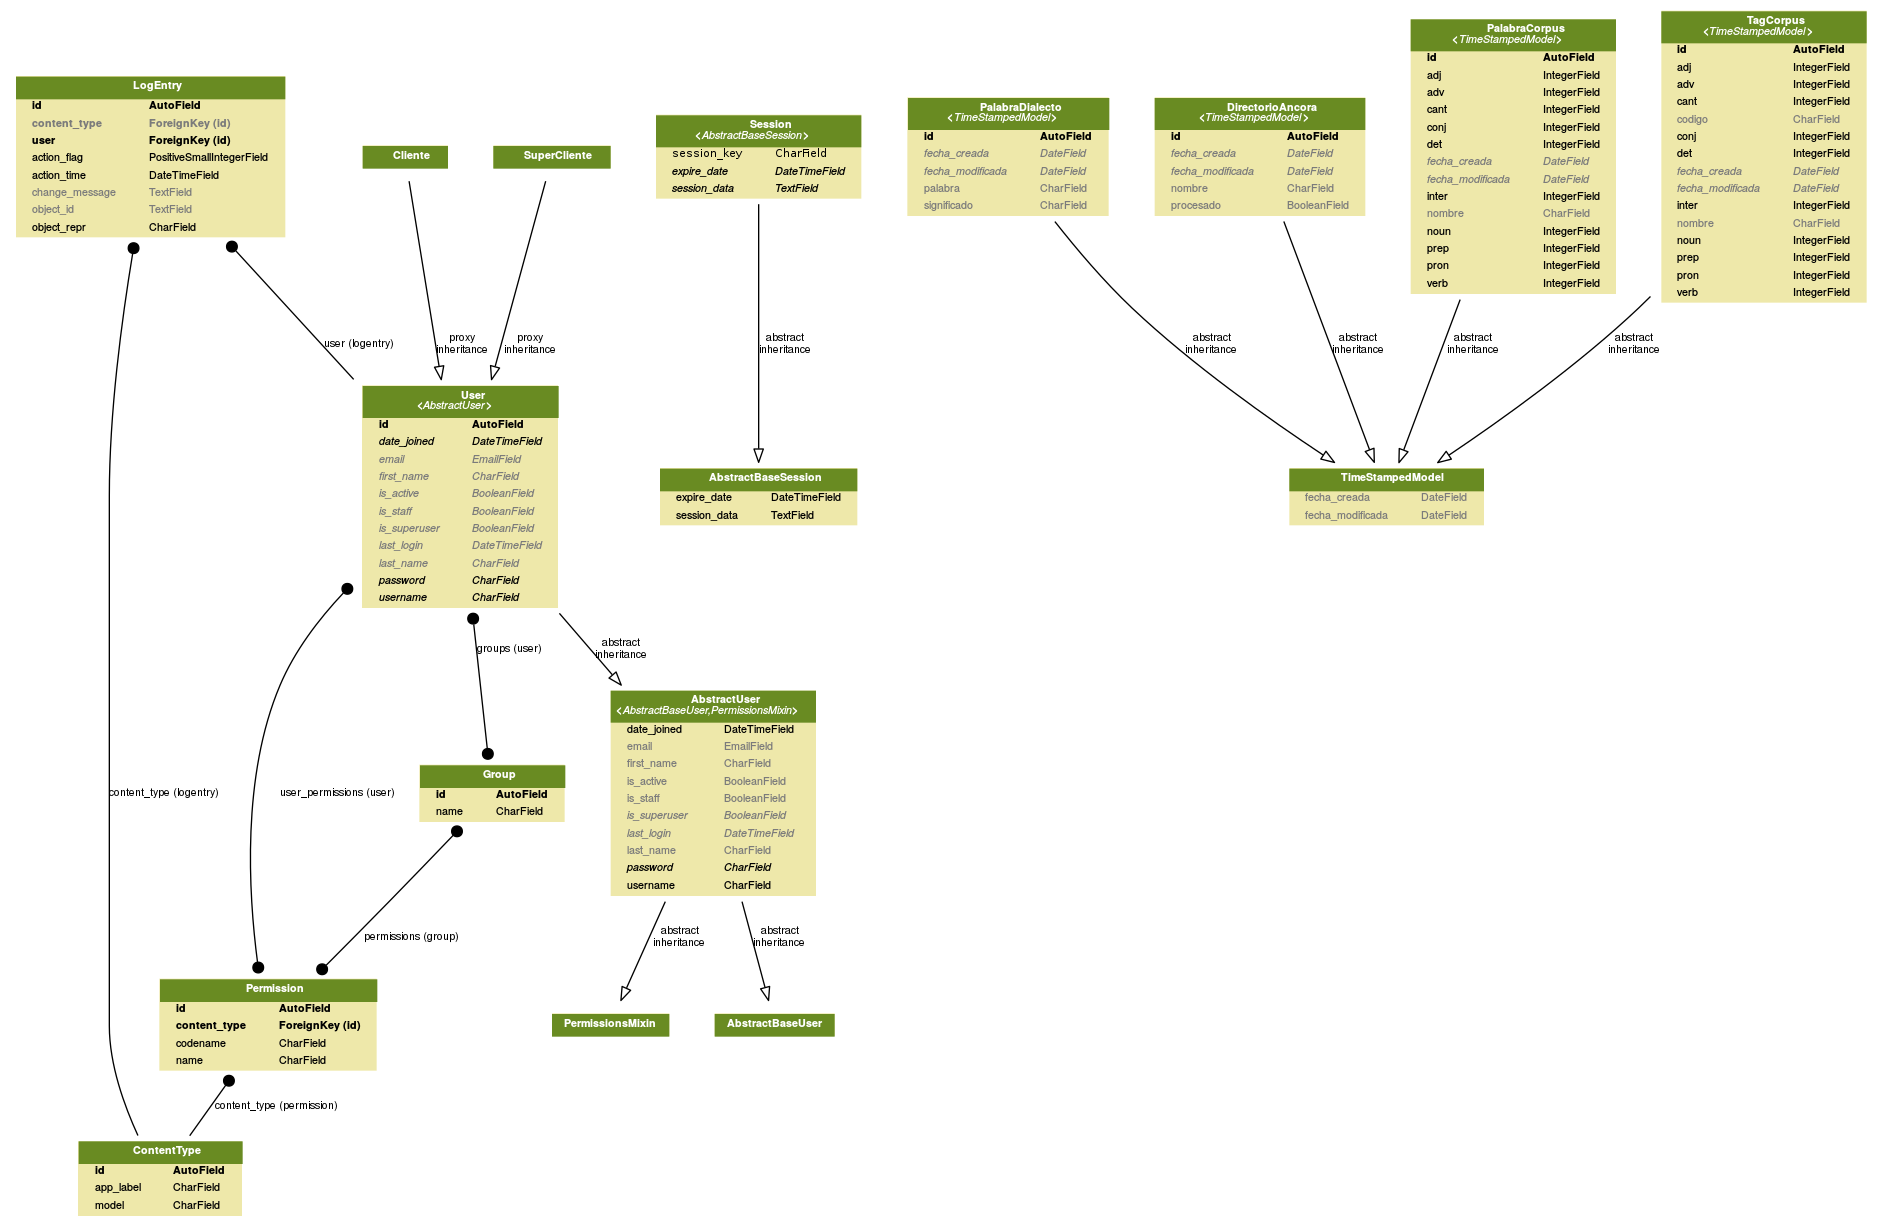 LogEntry
id AutoField
content_type ForeignKey (id)
user ForeignKey (id)
action_flag PositiveSmallIntegerField
action_time DateTimeField
change_message TextField
object_id TextField
object_repr CharField
Cliente
SuperCliente
Session
<AbstractBaseSession>
session_key CharField
expire_date DateTimeField
session_data TextField
PalabraDialecto
<TimeStampedModel>
id AutoField
fecha_creada DateField
fecha_modificada DateField
palabra CharField
significado CharField
DirectorioAncora
<TimeStampedModel>
id AutoField
fecha_creada DateField
fecha_modificada DateField
nombre CharField
procesado BooleanField
PalabraCorpus
<TimeStampedModel>
id AutoField
adj IntegerField
adv IntegerField
cant IntegerField
conj IntegerField
det IntegerField
fecha_creada DateField
fecha_modificada DateField
inter IntegerField
nombre CharField
noun IntegerField
prep IntegerField
pron IntegerField
verb IntegerField
TagCorpus
<TimeStampedModel>
id AutoField
adj IntegerField
adv IntegerField
cant IntegerField
codigo CharField
conj IntegerField
det IntegerField
fecha_creada DateField
fecha_modificada DateField
inter IntegerField
nombre CharField
noun IntegerField
prep IntegerField
pron IntegerField
verb IntegerField
user (logentry)
proxy
inheritance
proxy
inheritance
abstract
inheritance
abstract
inheritance
abstract
inheritance
abstract
inheritance
abstract
inheritance
User
<AbstractUser>
id AutoField
date_joined DateTimeField
email EmailField
first_name CharField
is_active BooleanField
is_staff BooleanField
is_superuser BooleanField
last_login DateTimeField
last_name CharField
password CharField
username CharField
AbstractBaseSession
expire_date DateTimeField
session_data TextField
TimeStampedModel
fecha_creada DateField
fecha_modificada DateField
groups (user)
abstract
inheritance
AbstractUser
<AbstractBaseUser,PermissionsMixin>
date_joined DateTimeField
email EmailField
first_name CharField
is_active BooleanField
is_staff BooleanField
is_superuser BooleanField
last_login DateTimeField
last_name CharField
password CharField
username CharField
content_type (logentry)
user_permissions (user)
Group
id AutoField
name CharField
permissions (group)
abstract
inheritance
abstract
inheritance
Permission
id AutoField
content_type ForeignKey (id)
codename CharField
name CharField
PermissionsMixin
AbstractBaseUser
content_type (permission)
ContentType
id AutoField
app_label CharField
model CharField